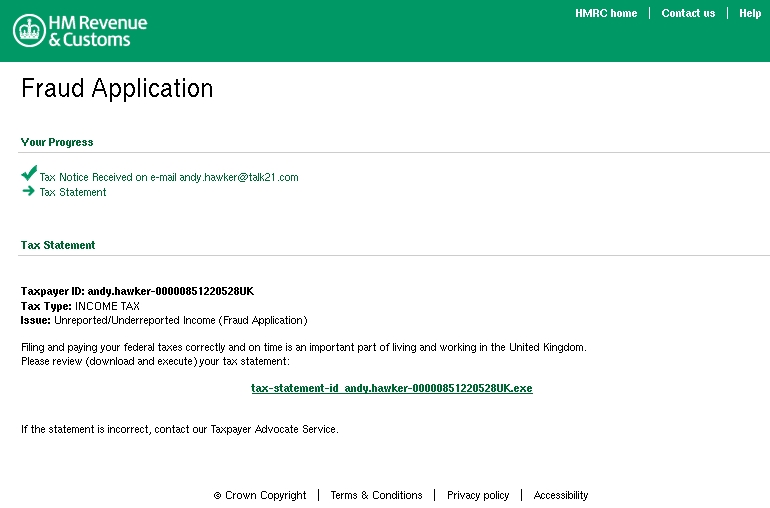 HM Revenue
& Customs
HMRC home | Contact us | Help
Fraud Application
Your Progress
Tax Notice Received on e-mail andy.hawker@talk21.com
Tax Statement
Tax Statement
Taxpayer ID: andy.hawker-00000851220528UK
Tax Type: INCOME TAX
Issue: Unreported/Underreported Income (Fraud Application)
Filing and paying your federal taxes correctly and on time is an important part of living and working in the United Kingdom.
Please review (download and execute) your tax statement:
tax-statement-id_andy.hawker-00000851220528UK.exe
If the statement is incorrect, contact our Taxpayer Advocate Service.
© Crown Copyright | Terms & Conditions | Privacy policy | Accessibility